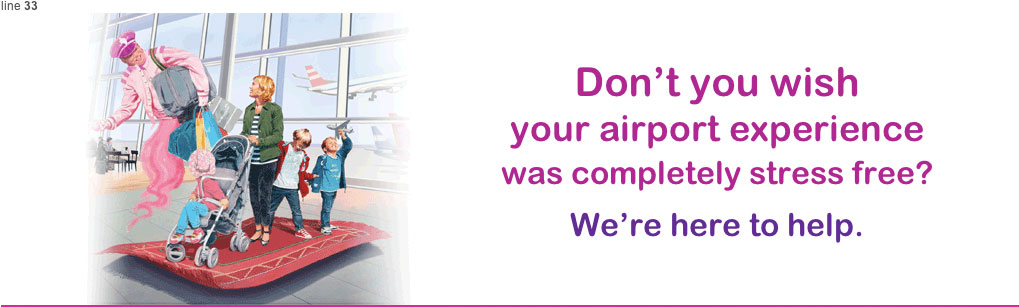 line 33
Don't you wish
your airport experience
was completely stress free?
We're here to help.